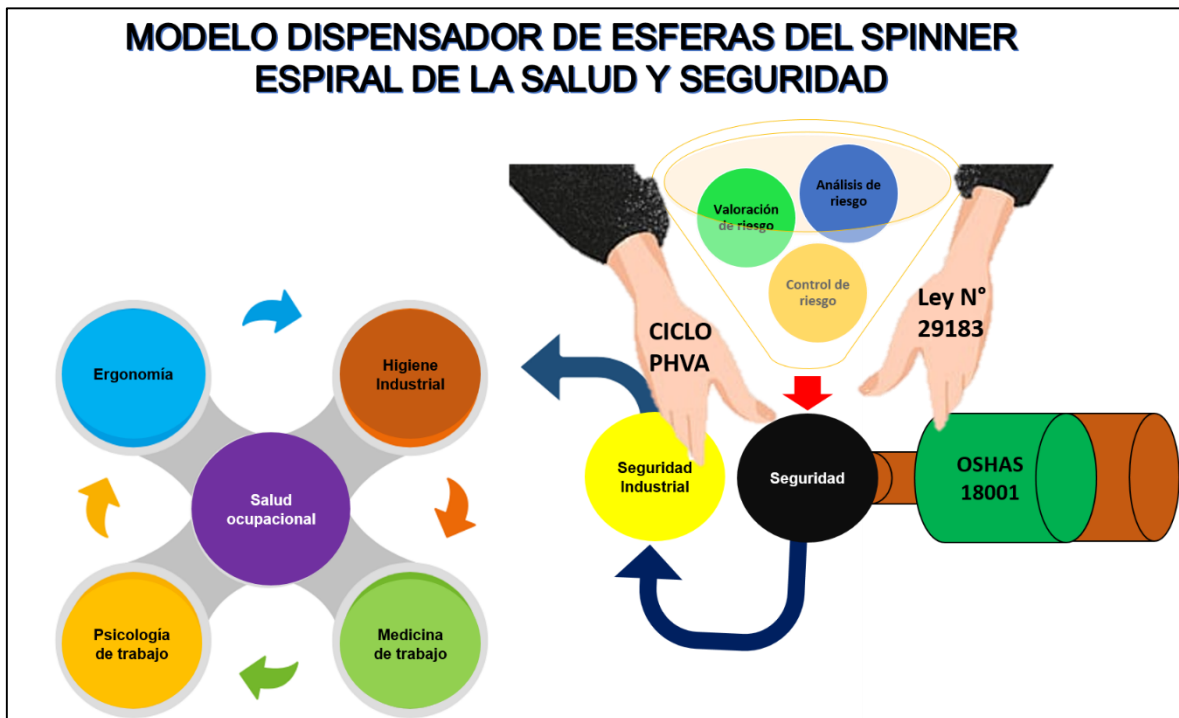 MODELO DISPENSADOR DE ESFERAS DEL SPINNER
ESPIRAL DE LA SALUD Y SEGURIDAD
Valoración
de riesgo
Análisis de
riesgo
Control de
riesgo
CICLO
PHVA
Ley N°
29183
Ergonomía
Higiene
Industrial
Salud
ocupacional
Psicología
de trabajo
Medicina
de trabajo
Seguridad
Industrial
Seguridad
OSHAS
18001